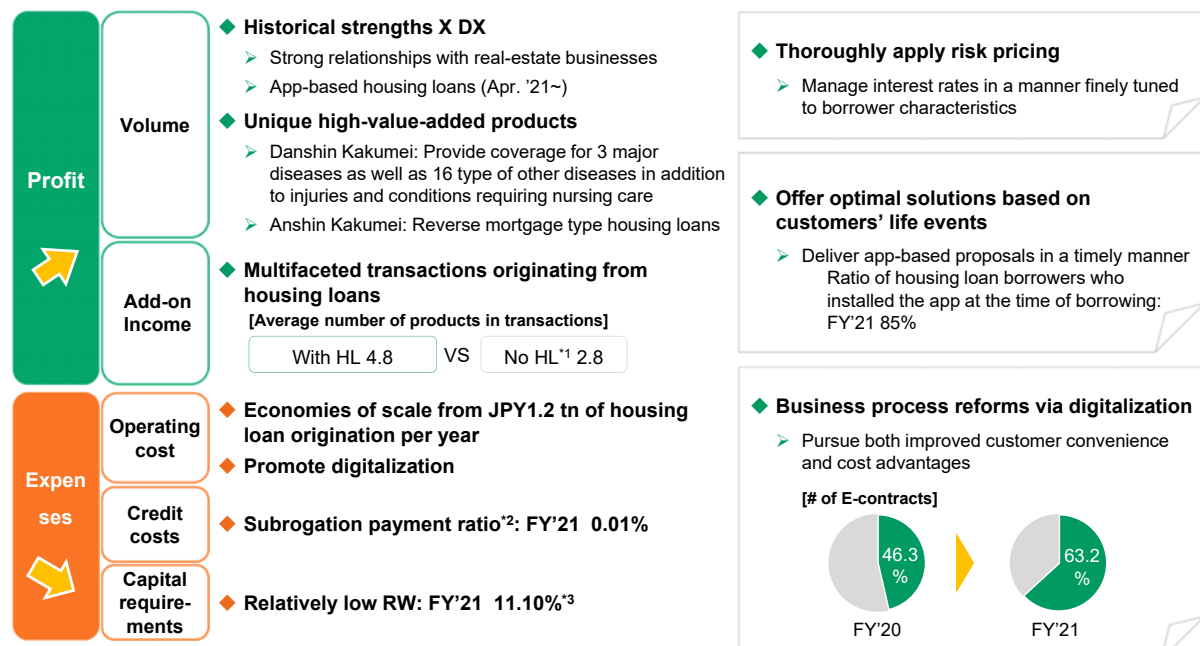 Profit
Volume
◆ Historical strengths X DX
➢ Strong relationships with real-estate businesses
➢ App-based housing loans (Apr. ’21~)
◆ Unique high-value-added products
➢ Danshin Kakumei: Provide coverage for 3 major
diseases as well as 16 type of other diseases in addition
to injuries and conditions requiring nursing care
➢ Anshin Kakumei: Reverse mortgage type housing loans
Add-on
Income
◆ Multifaceted transactions originating from
housing loans
[Average number of products in transactions]
With HL 4.8 VS No HL*1 2.8
Expen
ses
Operating
cost
◆ Economies of scale from JPY1.2 tn of housing
loan origination per year
◆ Promote digitalization
Credit
costs
◆ Subrogation payment ratio*2: FY’21 0.01%
Capital
require-
ments
◆ Relatively low RW: FY’21 11.10%*3
◆ Thoroughly apply risk pricing
➢ Manage interest rates in a manner finely tuned
to borrower characteristics
◆ Offer optimal solutions based on
customers’ life events
➢ Deliver app-based proposals in a timely manner
Ratio of housing loan borrowers who
installed the app at the time of borrowing:
FY’21 85%
◆ Business process reforms via digitalization
➢ Pursue both improved customer convenience
and cost advantages
[# of E-contracts]
46.3
%
FY’20
63.2
%
FY’21